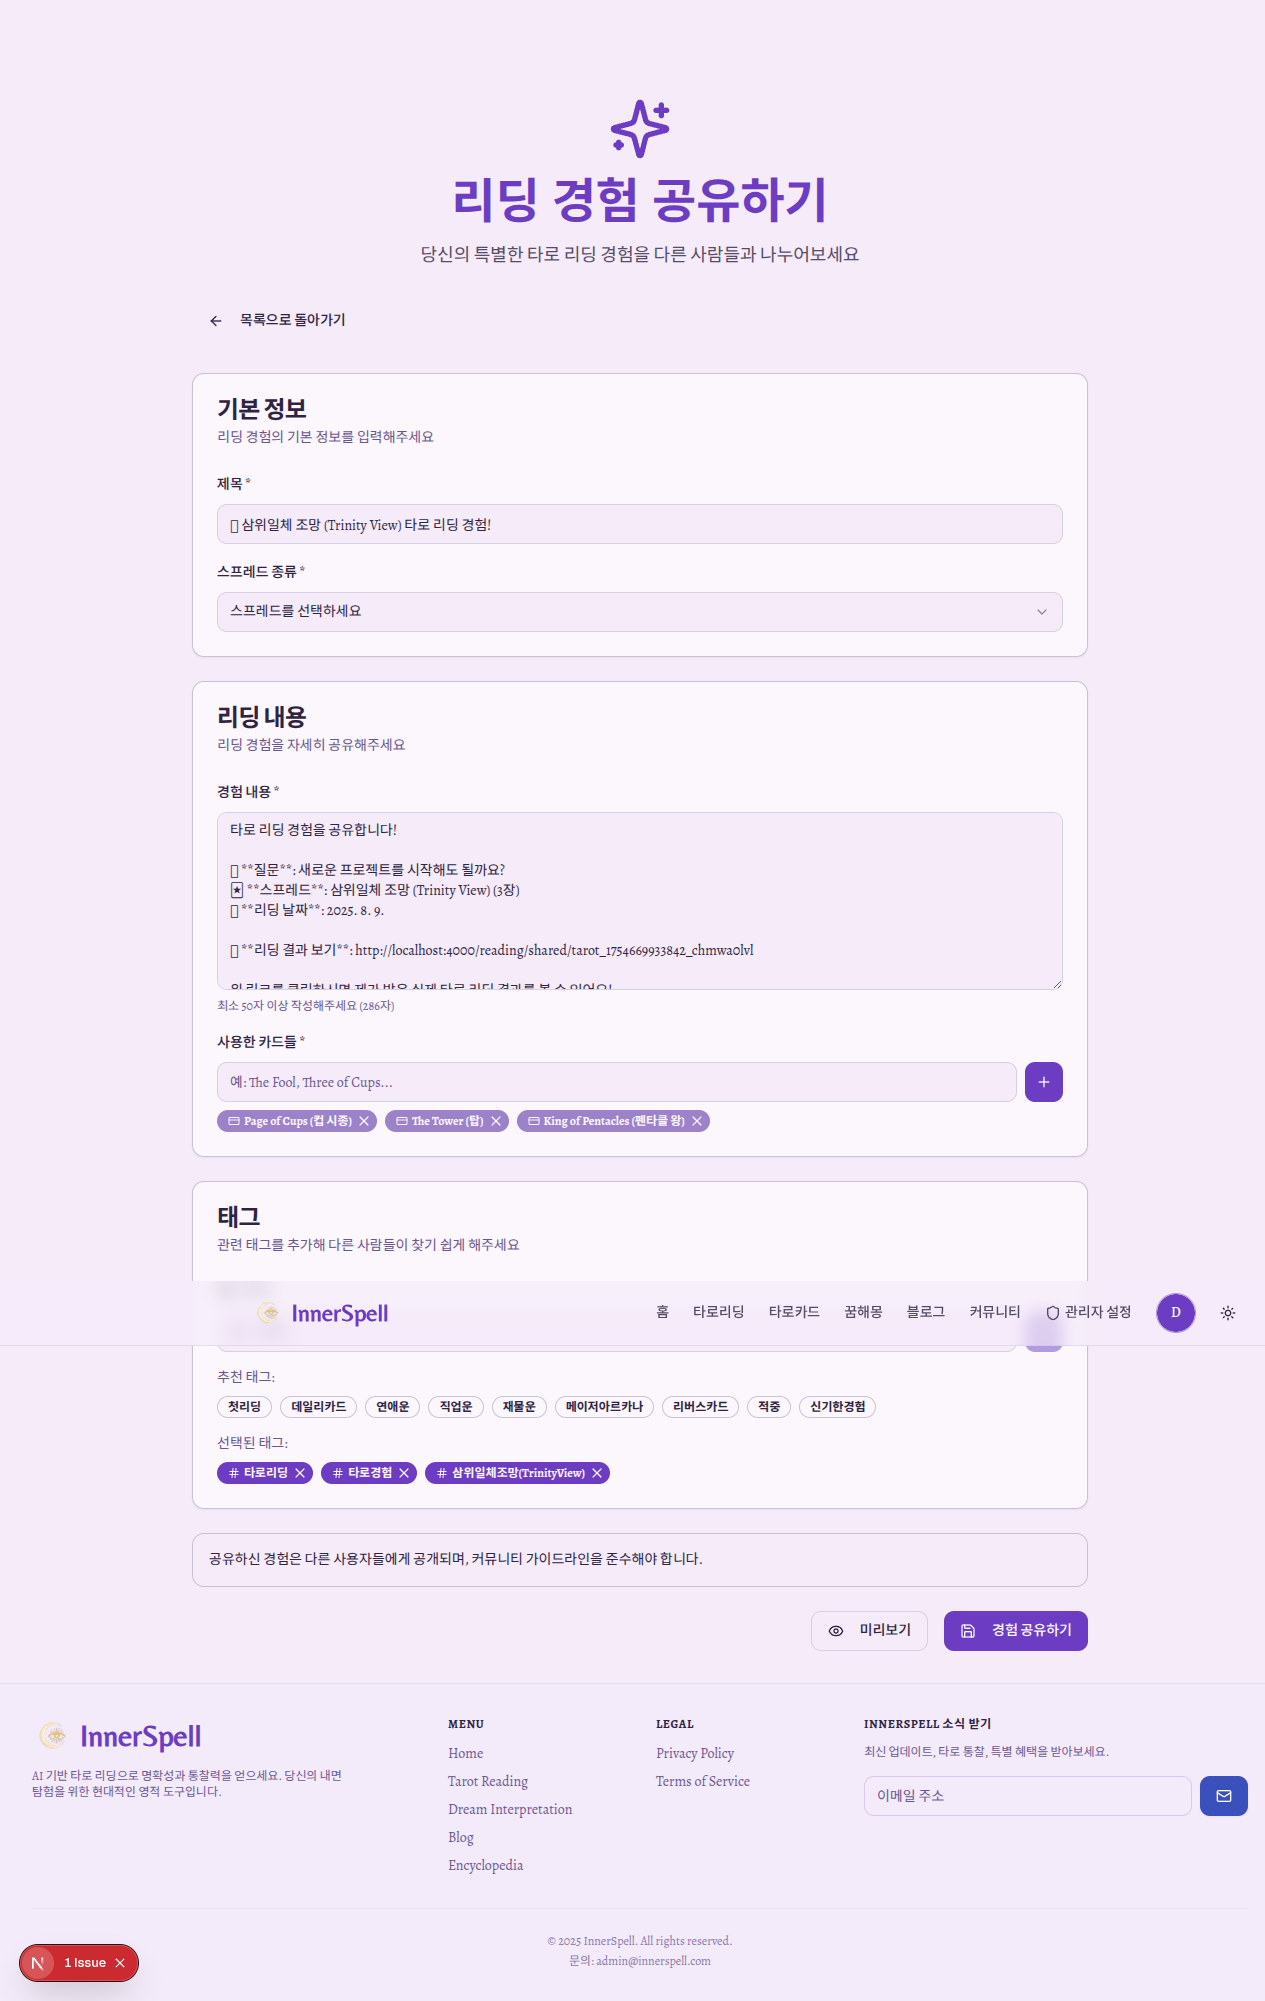 리딩 경험 공유하기
당신의 특별한 타로 리딩 경험을 다른 사람들과 나누어보세요
목록으로 돌아가기
기본 정보
리딩 경험의 기본 정보를 입력해주세요
제목 *
삼위일체 조망 (Trinity View) 타로 리딩 경험!
스프레드 종류 *
스프레드를 선택하세요
리딩 내용
리딩 경험을 자세히 공유해주세요
경험 내용 *
타로 리딩 경험을 공유합니다!
**질문**: 새로운 프로젝트를 시작해도 될까요?
🃏 **스프레드**: 삼위일체 조망 (Trinity View) (3장)
**리딩 날짜**: 2025. 8. 9.
**리딩 결과 보기**: http://localhost:4000/reading/shared/tarot_1754669933842_chmwa0lvl
최소 50자 이상 작성해주세요 (286자)
사용한 카드들 *
예: The Fool, Three of Cups...
Page of Cups (컵 시종)
The Tower (탑)
King of Pentacles (펜타클 왕)
태그
관련 태그를 추가해 다른 사람들이 찾기 쉽게 해주세요
InnerSpell
홈
타로리딩
타로카드
꿈해몽
블로그
커뮤니티
관리자 설정
D
추천 태그:
첫리딩
데일리카드
연애운
직업운
재물운
메이저아르카나
리버스카드
적중
신기한경험
선택된 태그:
# 타로리딩
# 타로경험
# 삼위일체조망(TrinityView)
공유하신 경험은 다른 사용자들에게 공개되며, 커뮤니티 가이드라인을 준수해야 합니다.
미리보기
경험 공유하기
InnerSpell
AI 기반 타로 리딩으로 명확성과 통찰력을 얻으세요. 당신의 내면
탐험을 위한 현대적인 영적 도구입니다.
MENU
Home
Tarot Reading
Dream Interpretation
Blog
Encyclopedia
LEGAL
Privacy Policy
Terms of Service
INNERSPELL 소식 받기
최신 업데이트, 타로 통찰, 특별 혜택을 받아보세요.
이메일 주소
© 2025 InnerSpell. All rights reserved.
문의: admin@innerspell.com
N
1 Issue